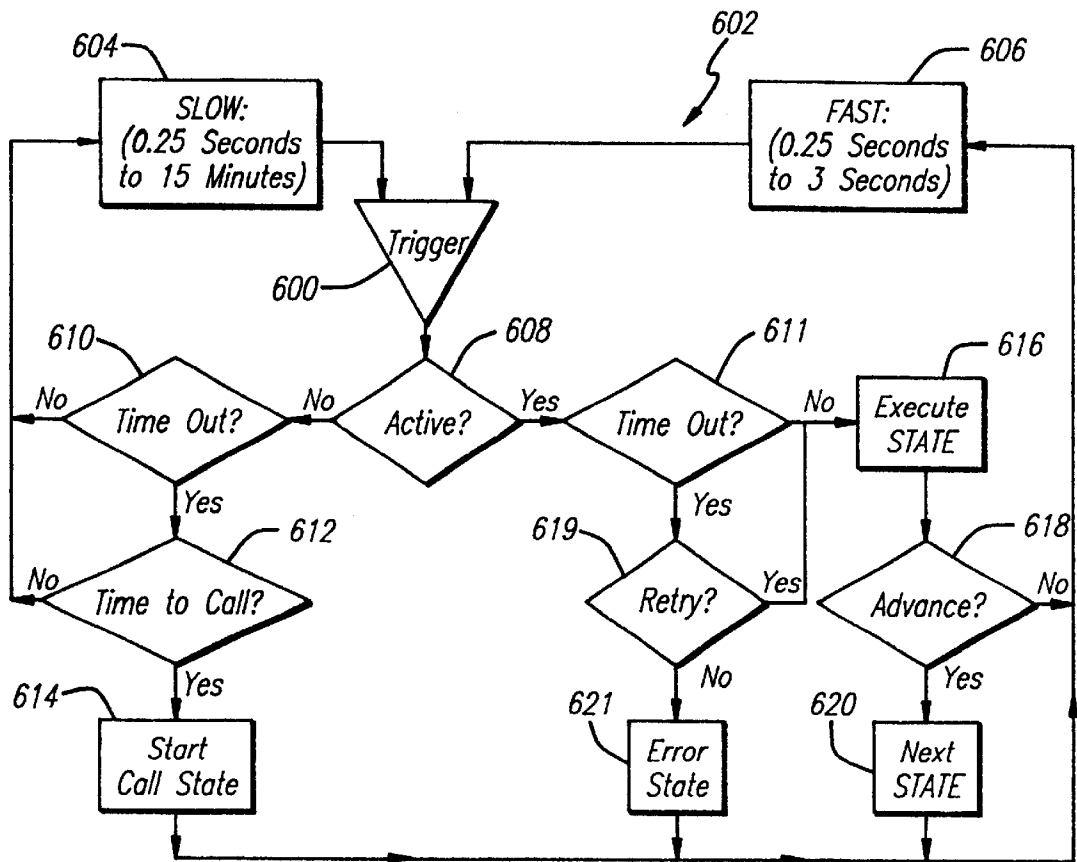 602
604
606
SLOW:
(0.25 Seconds
to 15 Minutes)
FAST:
(0.25 Seconds
to 3 Seconds)
Trigger
600
610
608
611
616
No
Time Out?
No
Active?
Yes
Time Out?
No
Execute
STATE
Yes
612
Yes
619
618
No
Time to Call?
Retry?
Yes
Advance?
No
Yes
No
Yes
614
621
620
Start
Call State
Error
State
Next
STATE